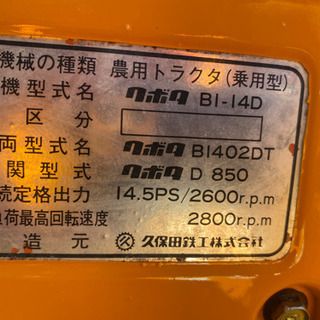 機械の種類 農用トラクタ(乗用型)
機型式名 クボタ B1-14D
区分
両型式名 クボタ B1402DT
関型式 クボタ D 850
続定格出力 14.5PS/2600r.p.m
負荷最高回転速度 2800r.p.m
造元 久保田鉄工株式会社